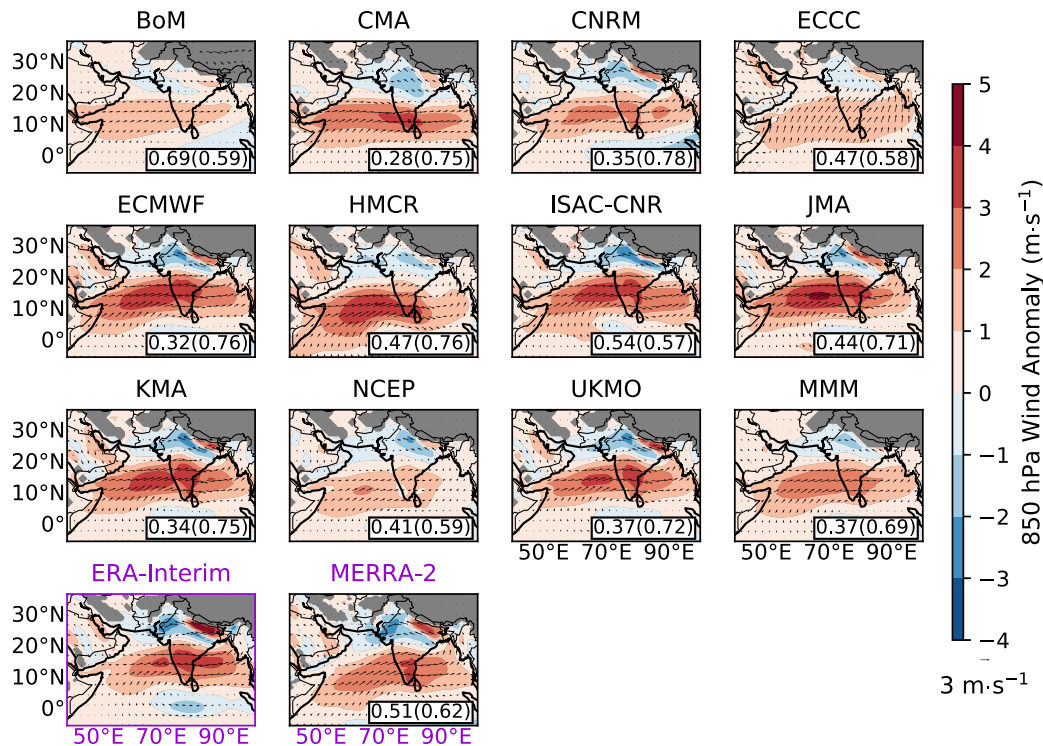 BoM CMA CNRM ECCC
30°N
20°N
10°N
0°
0.69(0.59) 0.28(0.75) 0.35(0.78) 0.47(0.58)
ECMWF HMCR ISAC-CNR JMA
30°N
20°N
10°N
0°
0.32(0.76) 0.47(0.76) 0.54(0.57) 0.44(0.71)
KMA NCEP UKMO MMM
30°N
20°N
10°N
0°
0.34(0.75) 0.41(0.59) 0.37(0.72) 0.37(0.69)
50°E 70°E 90°E 50°E 70°E 90°E
ERA-Interim MERRA-2
30°N
20°N
10°N
0°
0.51(0.62)
50°E 70°E 90°E 50°E 70°E 90°E
5
4
3
2
1
0
−1
−2
−3
−4
850 hPa Wind Anomaly (m·s⁻¹)
3 m·s⁻¹